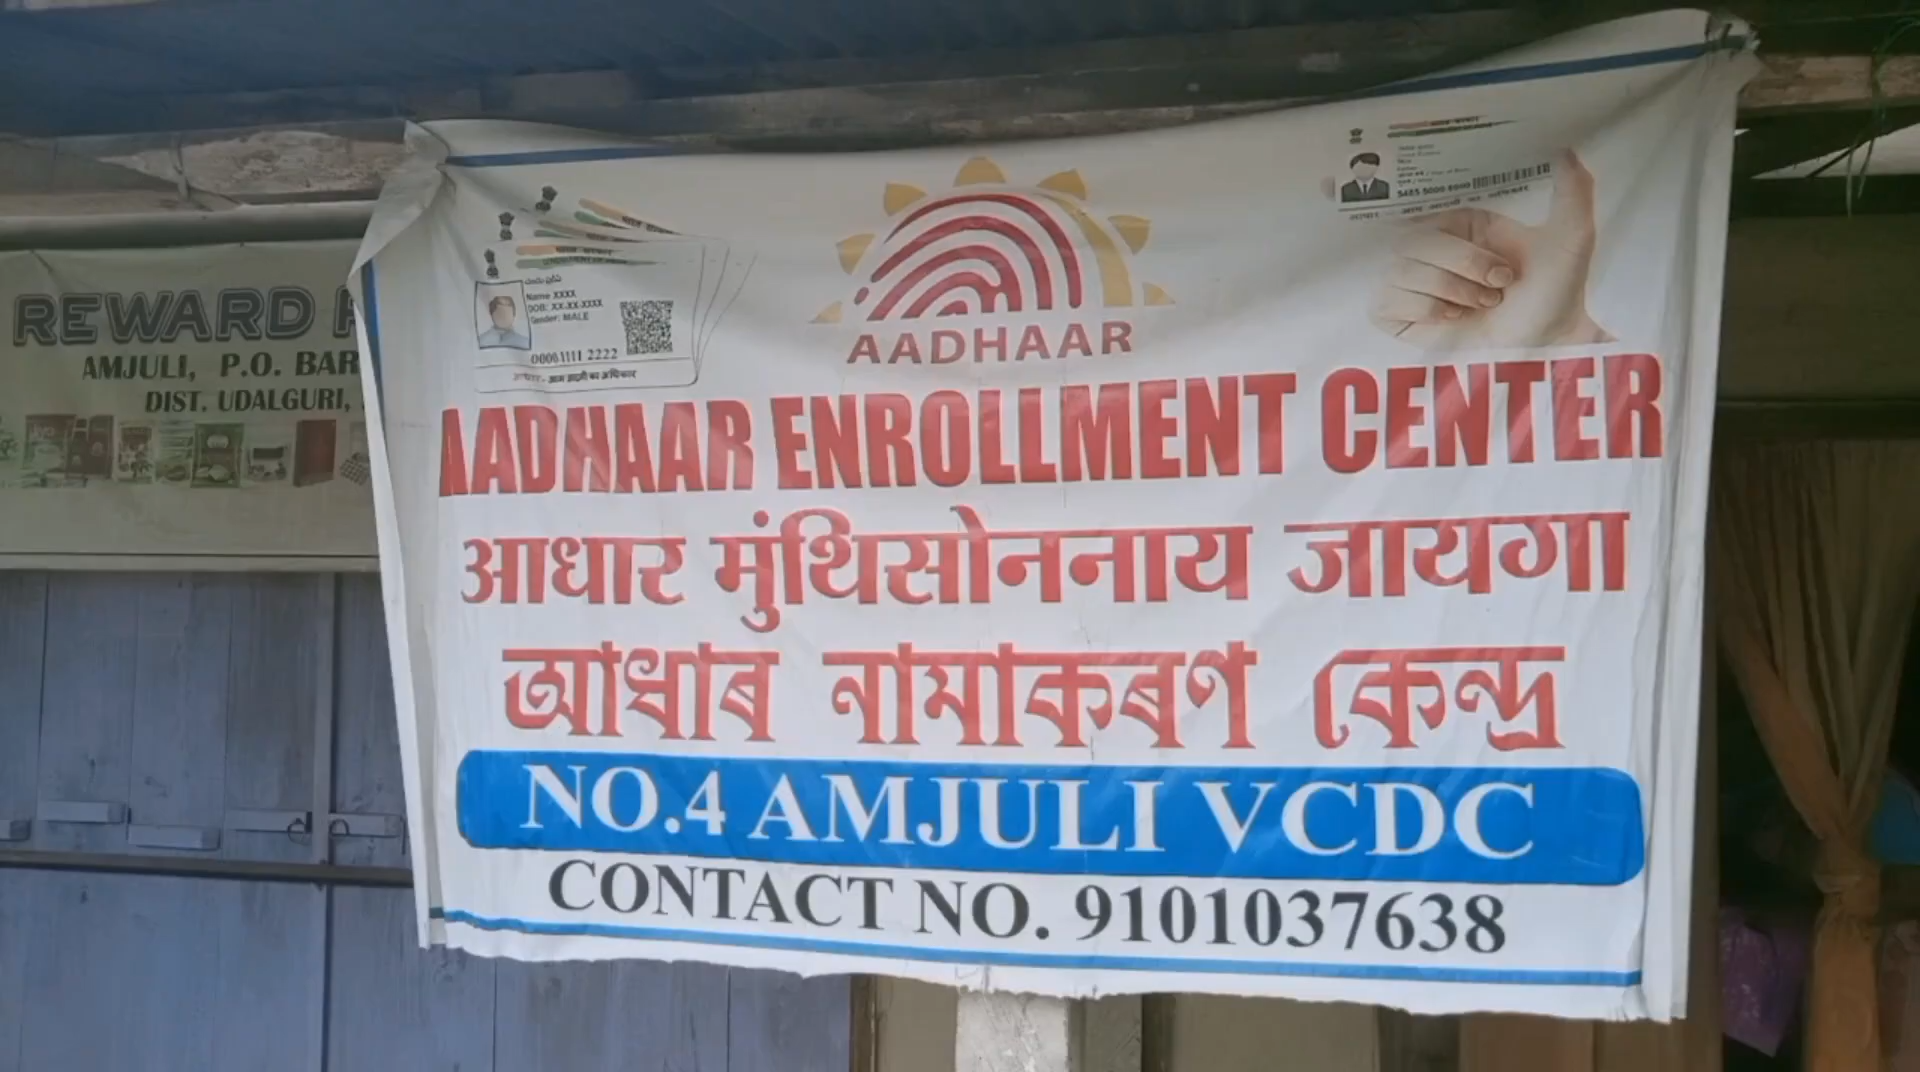 REWARD
AMJULI, P.O. BAR
DIST. UDALGURI,
AADHAAR
Name XXXX
DOB: XX-XX-XXXX
Gender: MALE
0000 1111 2222
AADHAAR ENROLLMENT CENTER
आधार मुंथिसोननाय जायगा
আধাৰ নামাকৰণ কেন্দ্ৰ
NO.4 AMJULI VCDC
CONTACT NO. 9101037638